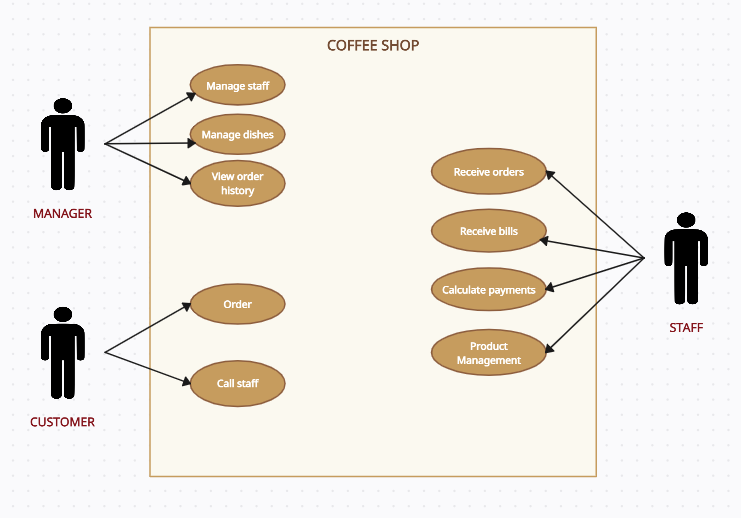 COFFEE SHOP
Manage staff
Manage dishes
View order
history
MANAGER
Receive orders
Receive bills
Calculate payments
Product
Management
STAFF
Order
Call staff
CUSTOMER